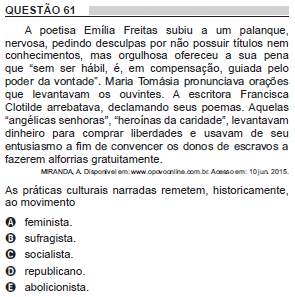 QUESTÃO 61
A poetisa Emília Freitas subiu a um palanque,
nervosa, pedindo desculpas por não possuir títulos nem
conhecimentos, mas orgulhosa ofereceu a sua pena
que “sem ser hábil, é, em compensação, guiada pelo
poder da vontade”. Maria Tomásia pronunciava orações
que levantavam os ouvintes. A escritora Francisca
Clotilde arrebatava, declamando seus poemas. Aquelas
“angélicas senhoras”, “heroínas da caridade”, levantavam
dinheiro para comprar liberdades e usavam de seu
entusiasmo a fim de convencer os donos de escravos a
fazerem alforrias gratuitamente.
MIRANDA, A. Disponível em: www.opovoonline.com.br. Acesso em: 10 jun. 2015.
As práticas culturais narradas remetem, historicamente,
ao movimento
A feminista.
B sufragista.
C socialista.
D republicano.
E abolicionista.